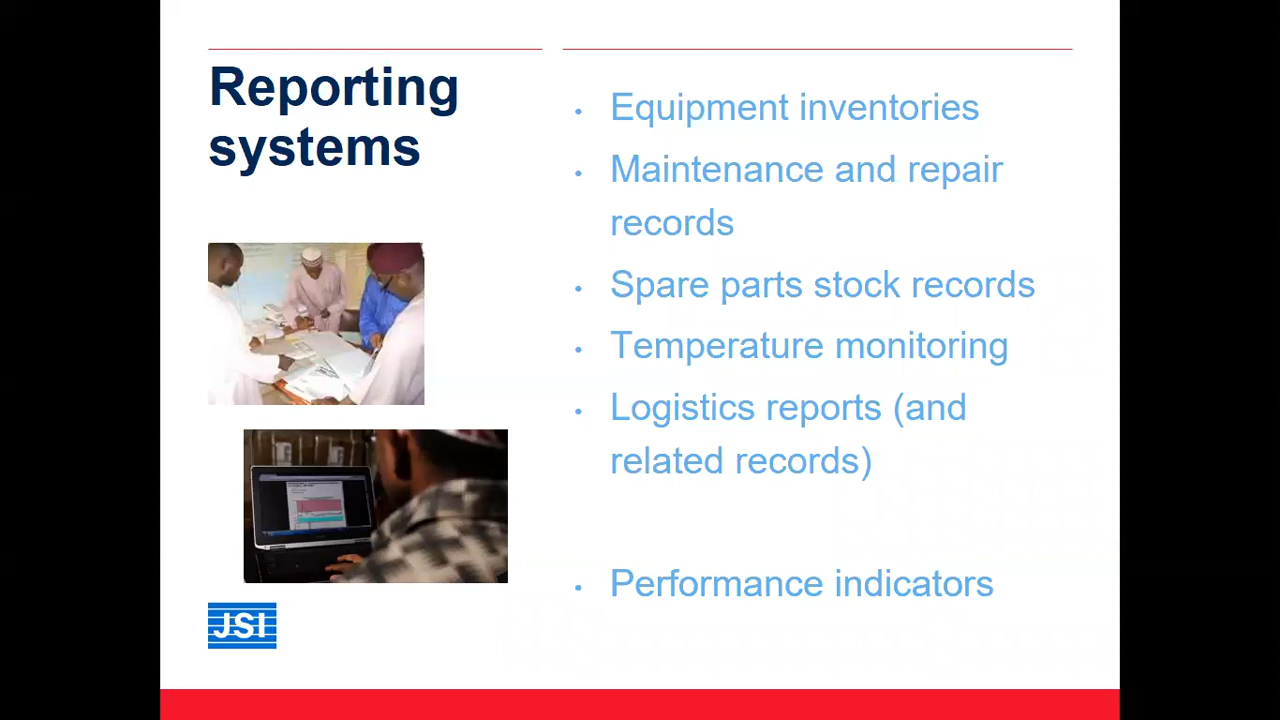 Reporting
systems
• Equipment inventories
• Maintenance and repair
records
• Spare parts stock records
• Temperature monitoring
• Logistics reports (and
related records)
• Performance indicators
JSI